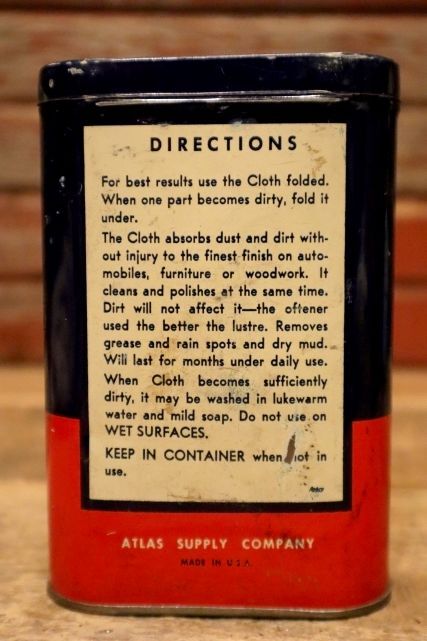 DIRECTIONS
For best results use the Cloth folded.
When one part becomes dirty, fold it
under.
The Cloth absorbs dust and dirt with-
out injury to the finest finish on auto-
mobiles, furniture or woodwork. It
cleans and polishes at the same time.
Dirt will not affect it—the oftener
used the better the lustre. Removes
grease and rain spots and dry mud.
Will last for months under daily use.
When Cloth becomes sufficiently
dirty, it may be washed in lukewarm
water and mild soap. Do not use on
WET SURFACES.
KEEP IN CONTAINER when not in
use.
ATLAS SUPPLY COMPANY
MADE IN U.S.A.